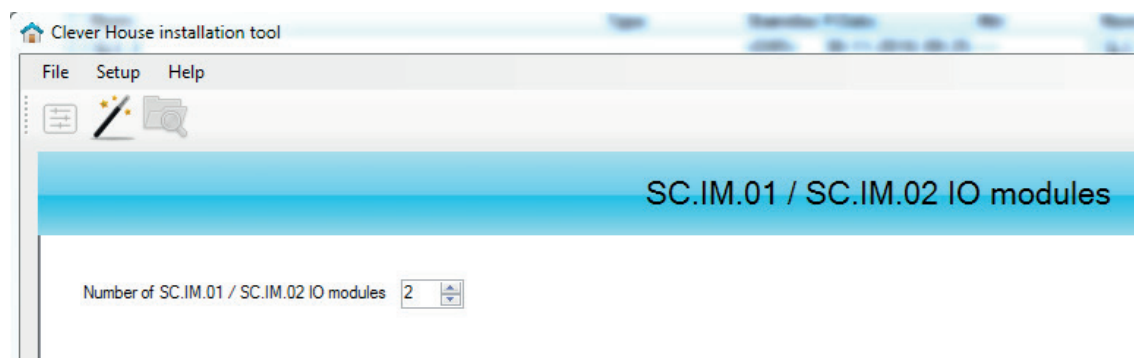 Clever House installation tool
File Setup Help
SC.IM.01 / SC.IM.02 IO modules
Number of SC.IM.01 / SC.IM.02 IO modules 2